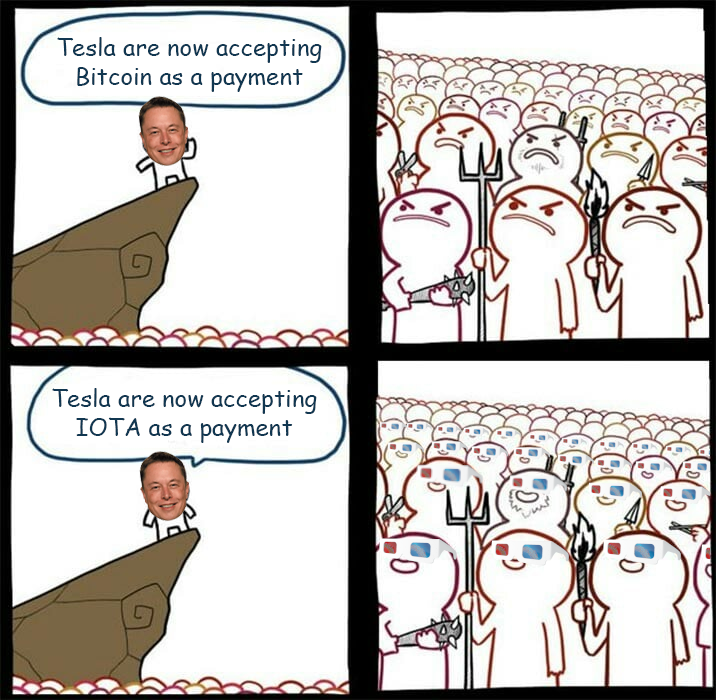 Tesla are now accepting
Bitcoin as a payment
Tesla are now accepting
IOTA as a payment